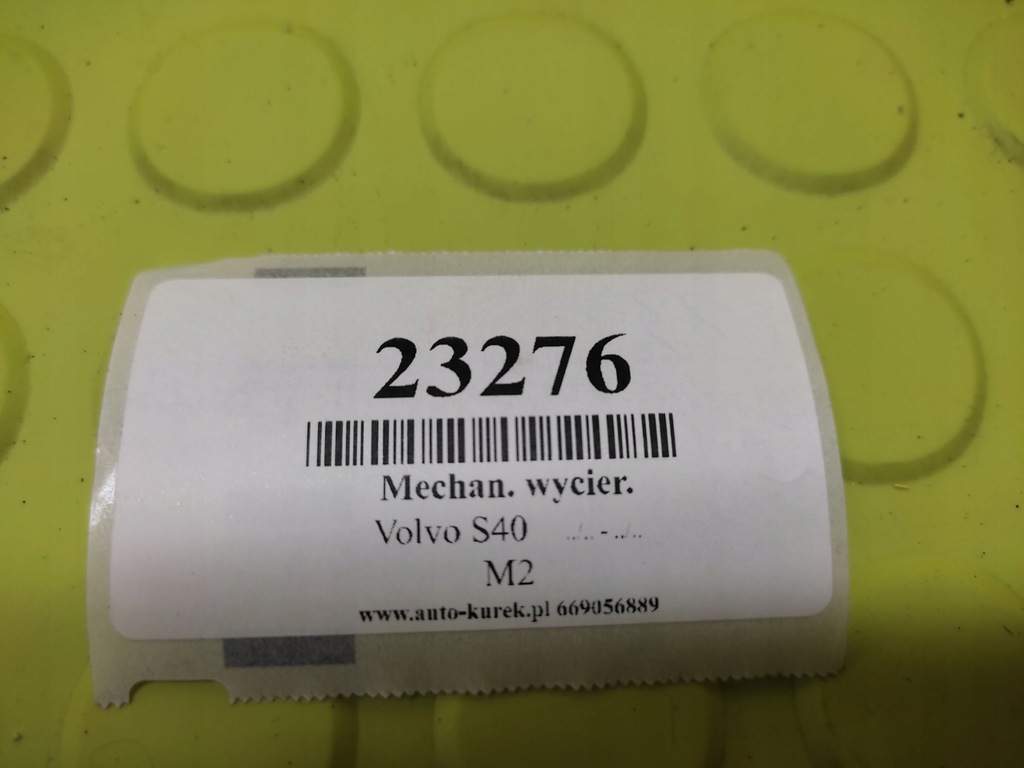 23276
Mechan. wycier.
Volvo S40 ../.. - ../..
M2
www.auto-kurek.pl 669056889